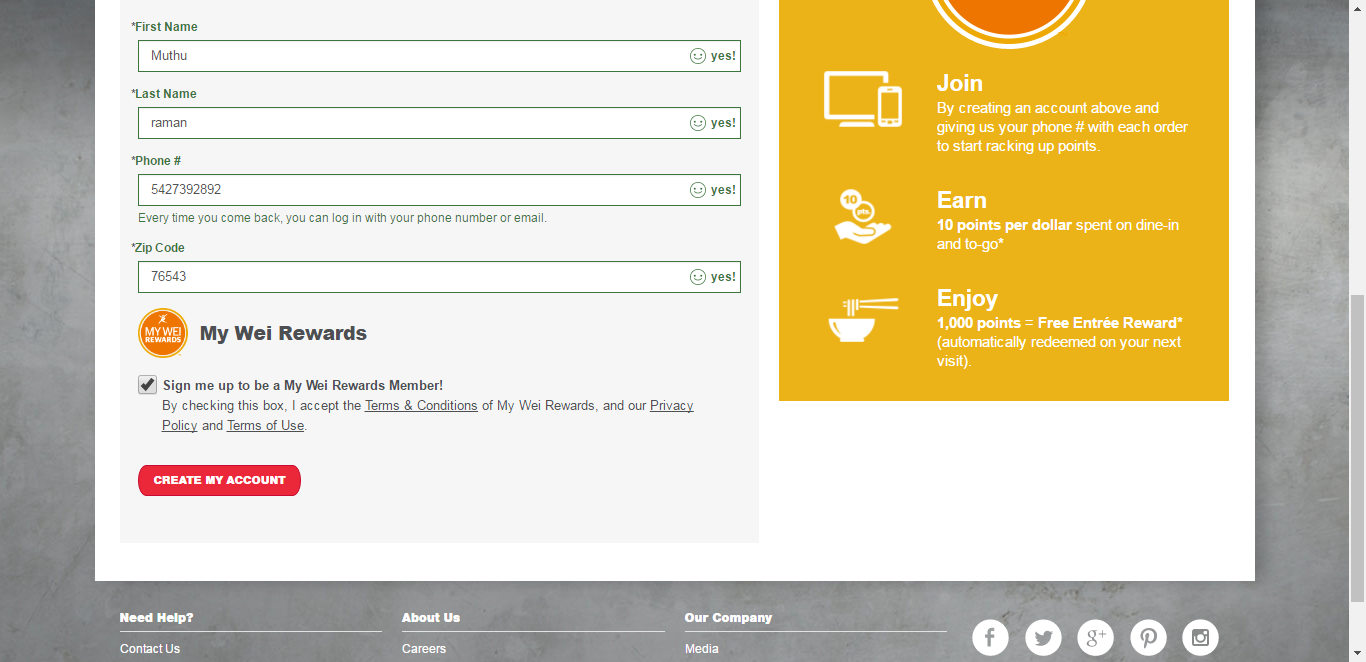 *First Name
Muthu
yes!
*Last Name
raman
yes!
*Phone #
5427392892
yes!
Every time you come back, you can log in with your phone number or email.
*Zip Code
76543
yes!
MY WEI
REWARDS
My Wei Rewards
Sign me up to be a My Wei Rewards Member!
By checking this box, I accept the Terms & Conditions of My Wei Rewards, and our Privacy
Policy and Terms of Use.
CREATE MY ACCOUNT
Join
By creating an account above and
giving us your phone # with each order
to start racking up points.
10
pts.
Earn
10 points per dollar spent on dine-in
and to-go*
Enjoy
1,000 points = Free Entrée Reward*
(automatically redeemed on your next
visit).
Need Help?
Contact Us
About Us
Careers
Our Company
Media